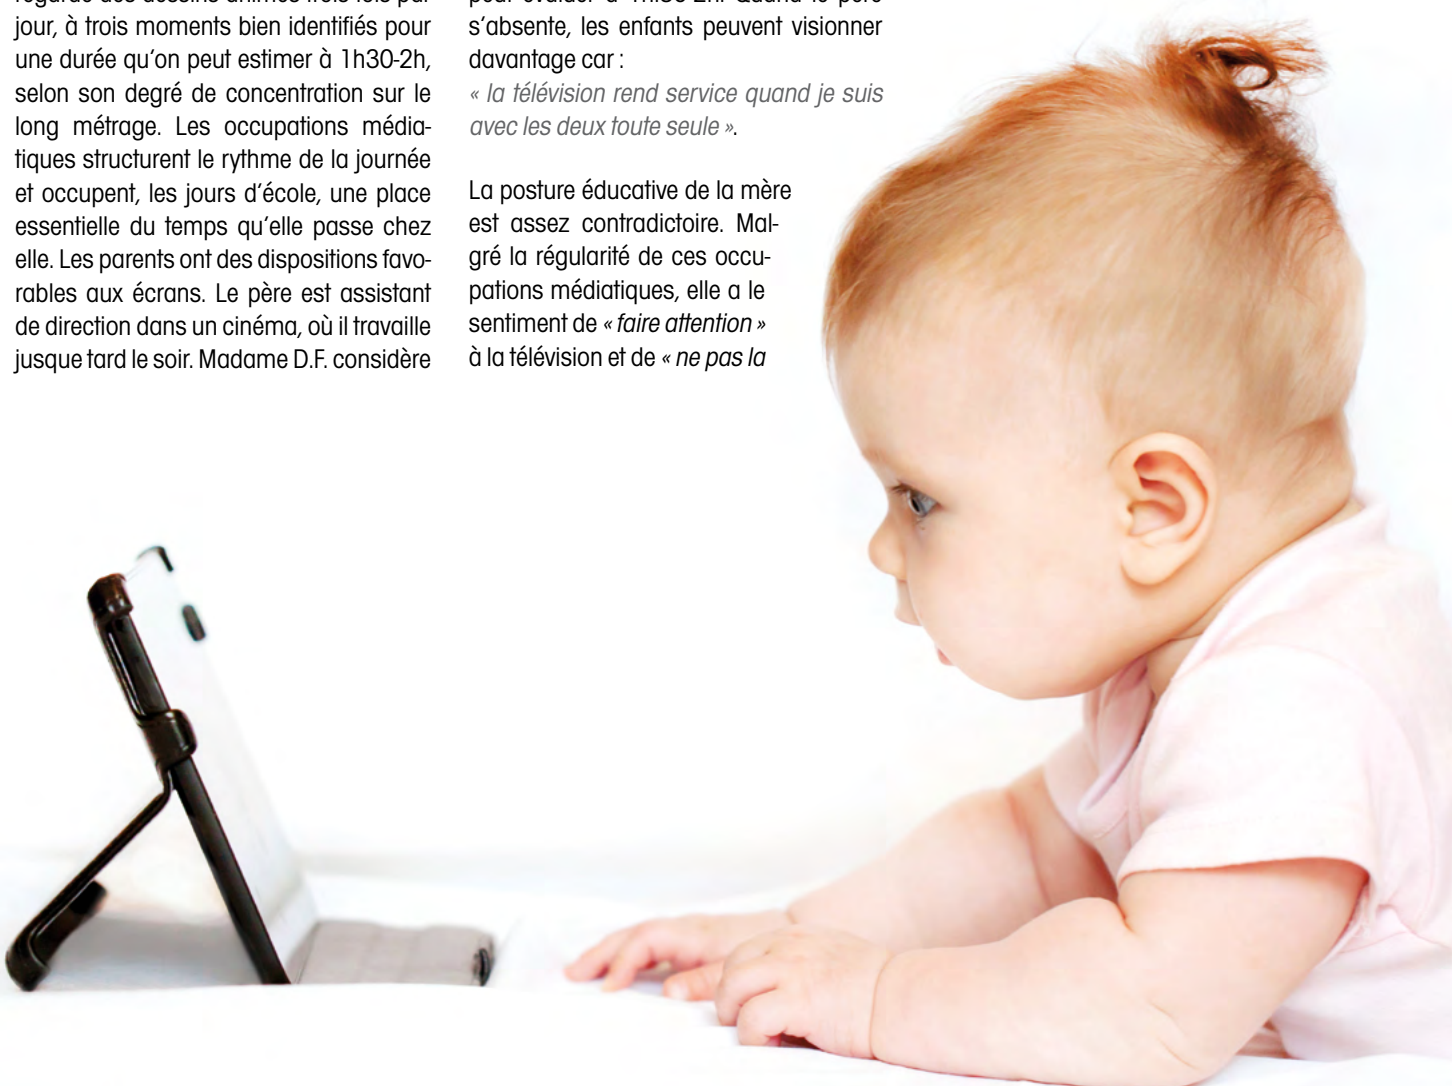 jour, à trois moments bien identifiés pour
une durée qu'on peut estimer à 1h30-2h,
selon son degré de concentration sur le
long métrage. Les occupations média-
tiques structurent le rythme de la journée
et occupent, les jours d'école, une place
essentielle du temps qu'elle passe chez
elle. Les parents ont des dispositions favo-
rables aux écrans. Le père est assistant
de direction dans un cinéma, où il travaille
jusque tard le soir. Madame D.F. considère
s'absente, les enfants peuvent visionner
davantage car :
« la télévision rend service quand je suis
avec les deux toute seule ».
La posture éducative de la mère
est assez contradictoire. Mal-
gré la régularité de ces occu-
pations médiatiques, elle a le
sentiment de « faire attention »
à la télévision et de « ne pas la